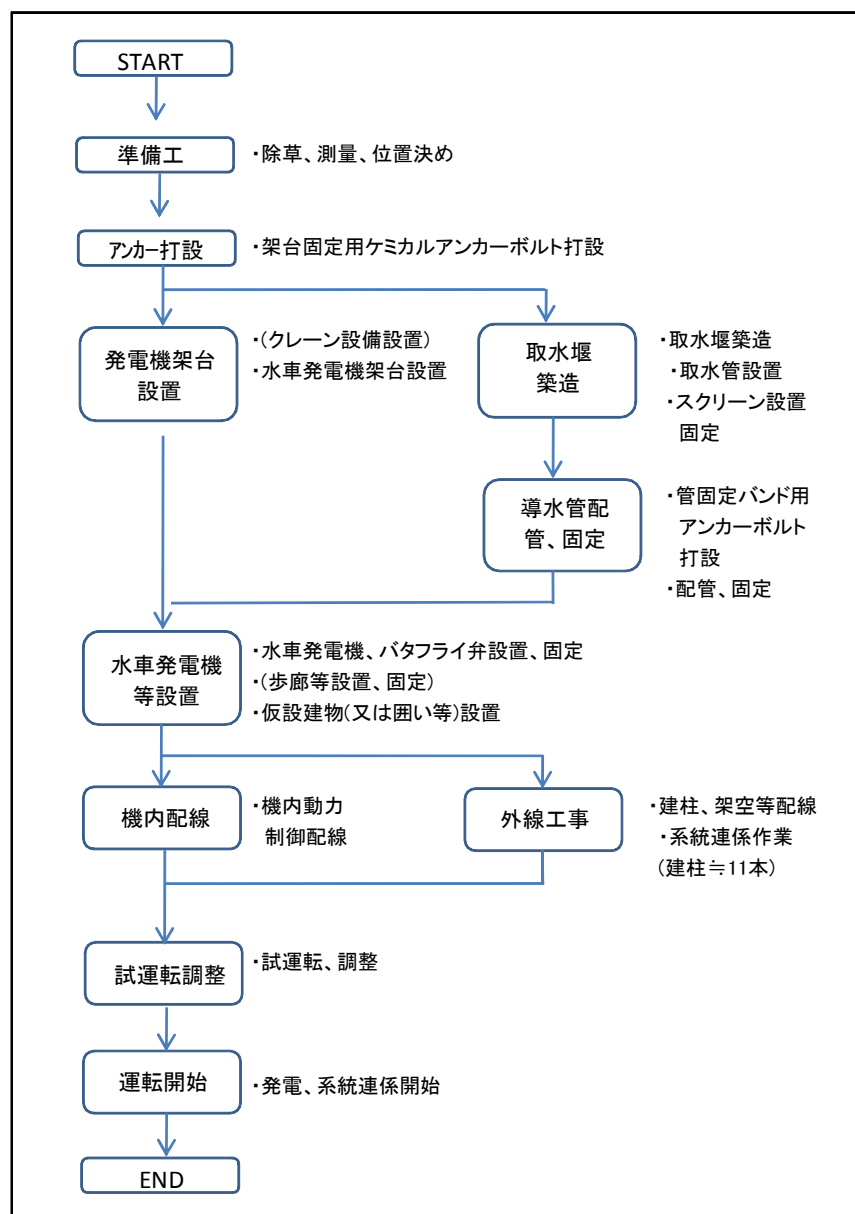 START
準備工
・除草、測量、位置決め
ｱﾝｶｰ打設
・架台固定用ケミカルアンカーボルト打設
発電機架台
設置
・(クレーン設備設置)
・水車発電機架台設置
取水堰
築造
・取水堰築造
・取水管設置
・スクリーン設置
固定
導水管配
管、固定
・管固定バンド用
アンカーボルト
打設
・配管、固定
水車発電機
等設置
・水車発電機、バタフライ弁設置、固定
・(歩廊等設置、固定)
・仮設建物(又は囲い等)設置
機内配線
・機内動力
制御配線
外線工事
・建柱、架空等配線
・系統連係作業
(建柱≒11本)
試運転調整
・試運転、調整
運転開始
・発電、系統連係開始
END